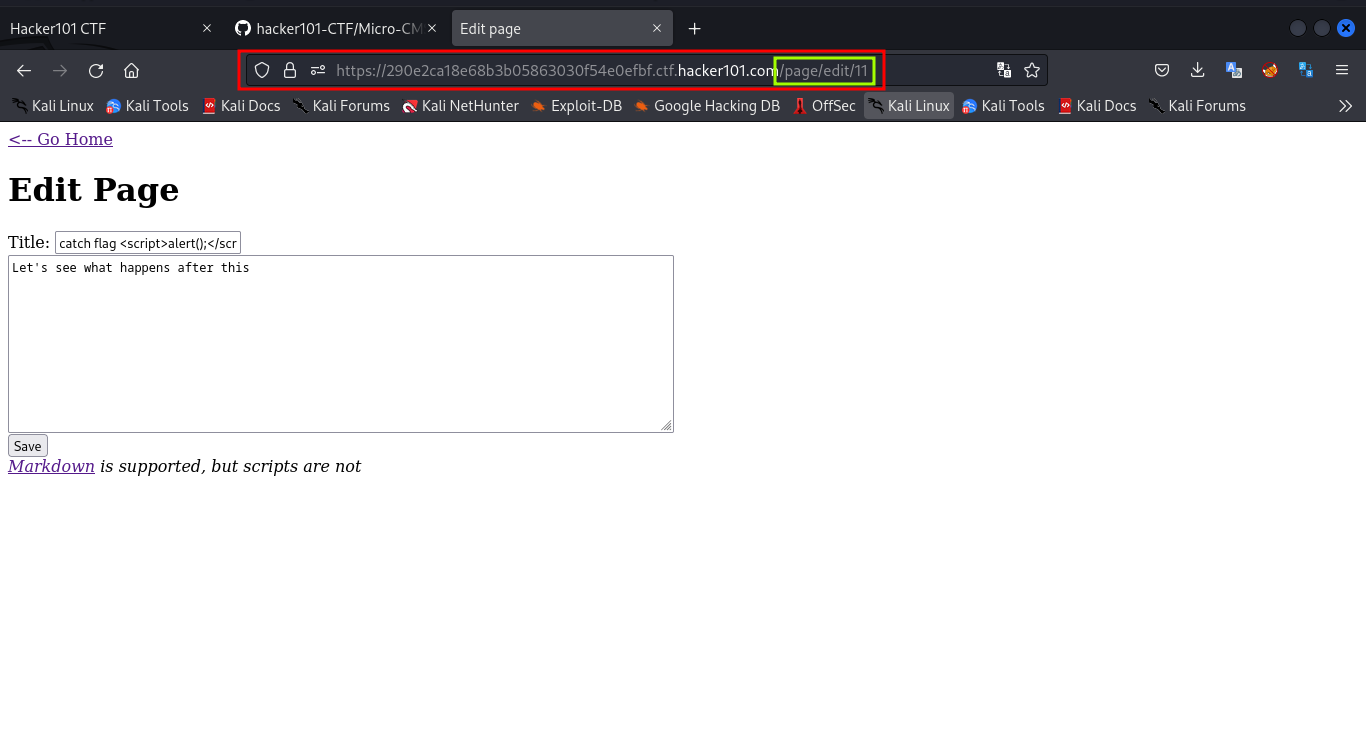 Hacker101 CTF
hacker101-CTF/Micro-CM
Edit page
https://290e2ca18e68b3b05863030f54e0efbf.ctf.hacker101.com/page/edit/11
Kali Linux Kali Tools Kali Docs Kali Forums Kali NetHunter Exploit-DB Google Hacking DB OffSec Kali Linux Kali Tools Kali Docs Kali Forums
<-- Go Home
Edit Page
Title: catch flag <script>alert();</scr
Let's see what happens after this
Save
Markdown is supported, but scripts are not